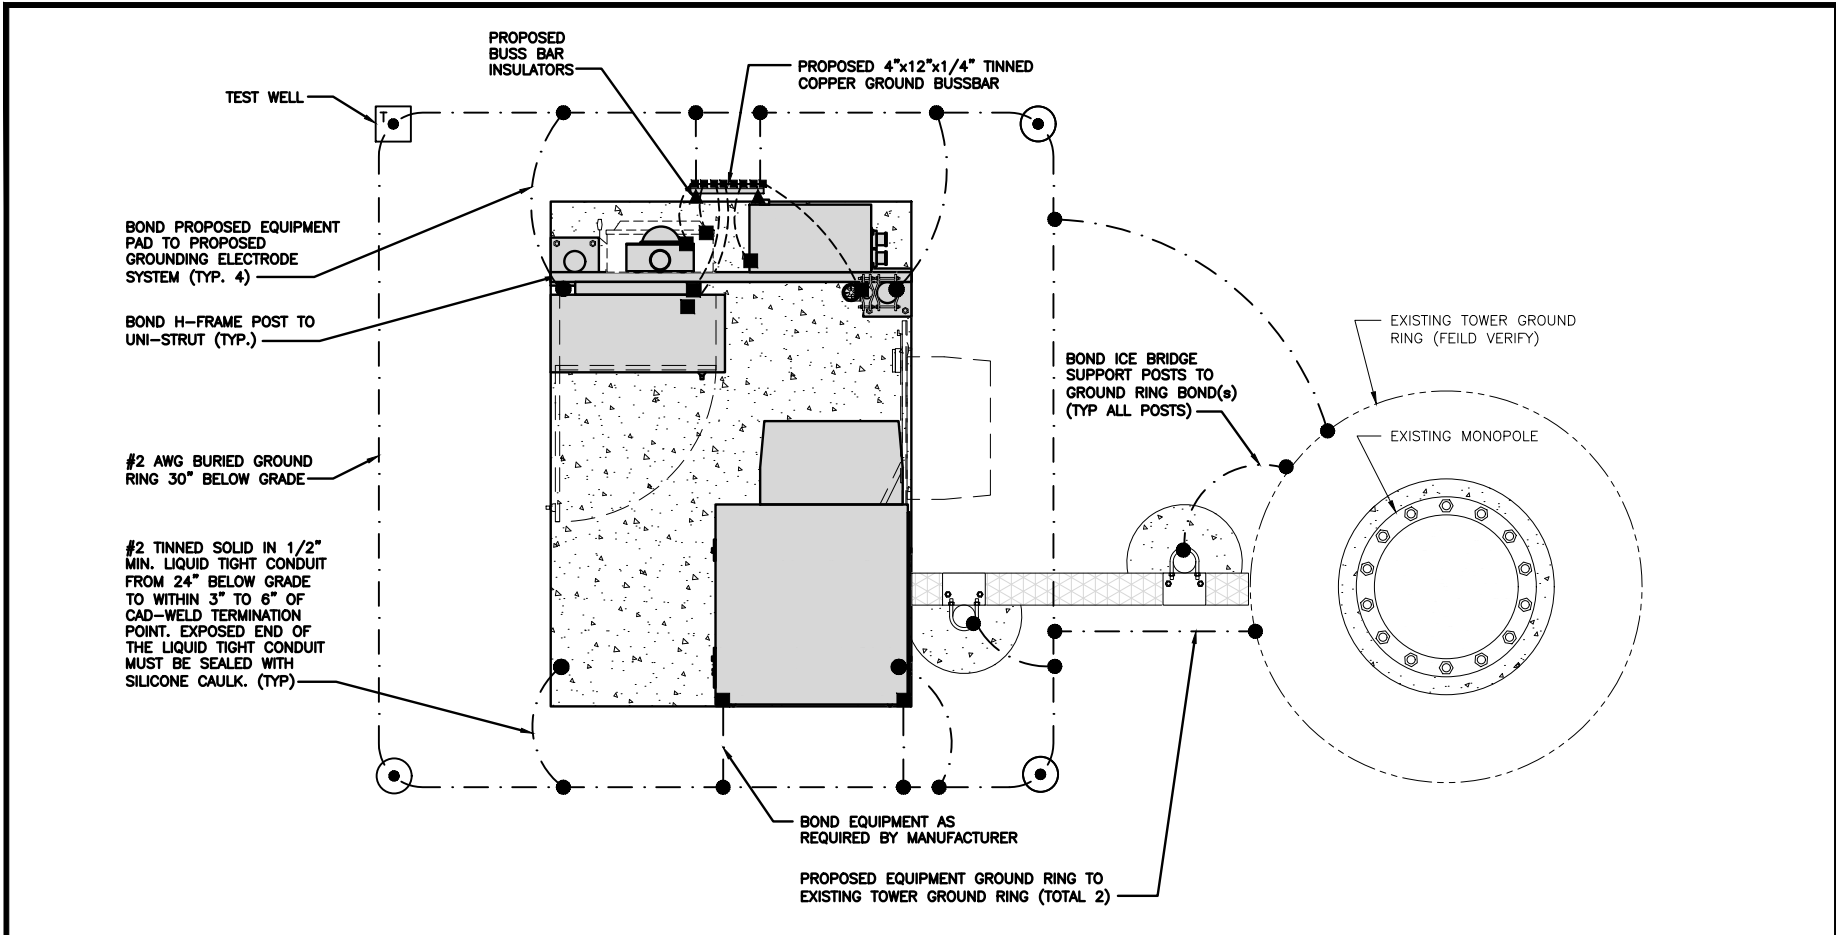 PROPOSED
BUSS BAR
INSULATORS
PROPOSED 4"x12"x1/4" TINNED
COPPER GROUND BUSSBAR
TEST WELL
T
BOND PROPOSED EQUIPMENT
PAD TO PROPOSED
GROUNDING ELECTRODE
SYSTEM (TYP. 4)
BOND H-FRAME POST TO
UNI-STRUT (TYP.)
EXISTING TOWER GROUND
RING (FEILD VERIFY)
BOND ICE BRIDGE
SUPPORT POSTS TO
GROUND RING BOND(s)
(TYP ALL POSTS)
EXISTING MONOPOLE
#2 AWG BURIED GROUND
RING 30" BELOW GRADE
#2 TINNED SOLID IN 1/2"
MIN. LIQUID TIGHT CONDUIT
FROM 24" BELOW GRADE
TO WITHIN 3" TO 6" OF
CAD-WELD TERMINATION
POINT. EXPOSED END OF
THE LIQUID TIGHT CONDUIT
MUST BE SEALED WITH
SILICONE CAULK. (TYP)
BOND EQUIPMENT AS
REQUIRED BY MANUFACTURER
PROPOSED EQUIPMENT GROUND RING TO
EXISTING TOWER GROUND RING (TOTAL 2)